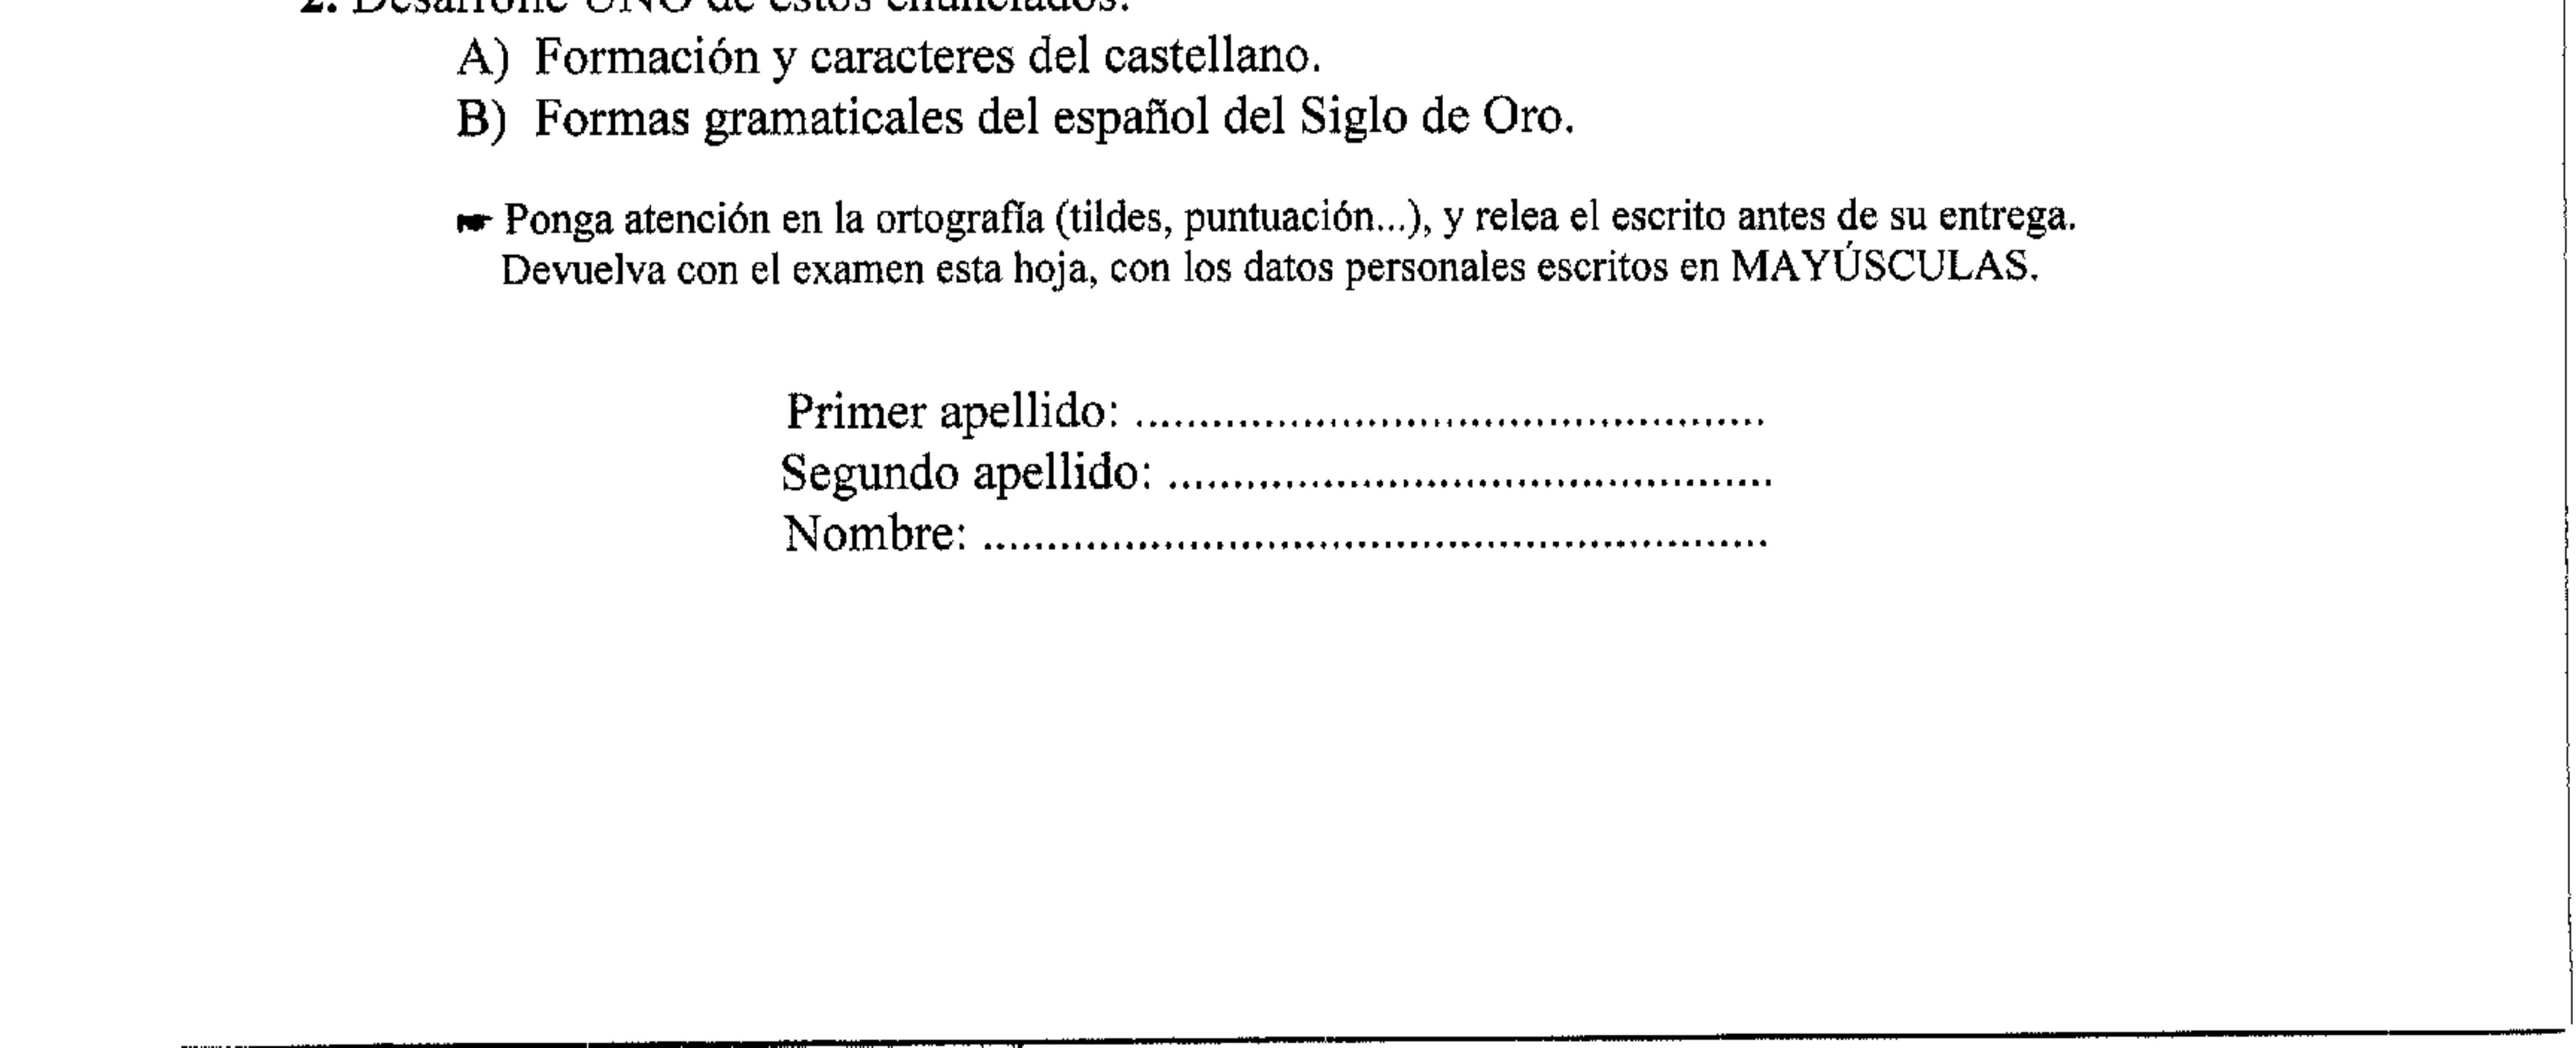 2. Desarrolle UNO de estos enunciados:
A) Formación y caracteres del castellano.
B) Formas gramaticales del español del Siglo de Oro.
☛ Ponga atención en la ortografía (tildes, puntuación...), y relea el escrito antes de su entrega.
Devuelva con el examen esta hoja, con los datos personales escritos en MAYÚSCULAS.
Primer apellido: ................................................
Segundo apellido: ..............................................
Nombre: ............................................................